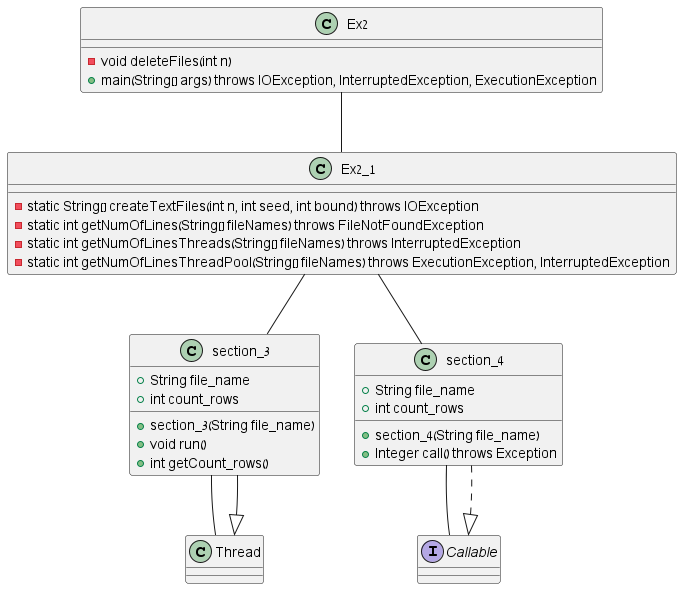 C Ex2
void deleteFiles(int n)
main(String[] args) throws IOException, InterruptedException, ExecutionException
C Ex2_1
static String[] createTextFiles(int n, int seed, int bound) throws IOException
static int getNumOfLines(String[] fileNames) throws FileNotFoundException
static int getNumOfLinesThreads(String[] fileNames) throws InterruptedException
static int getNumOfLinesThreadPool(String[] fileNames) throws ExecutionException, InterruptedException
C section_3
String file_name
int count_rows
section_3(String file_name)
void run()
int getCount_rows()
C section_4
String file_name
int count_rows
section_4(String file_name)
Integer call() throws Exception
C Thread
I Callable